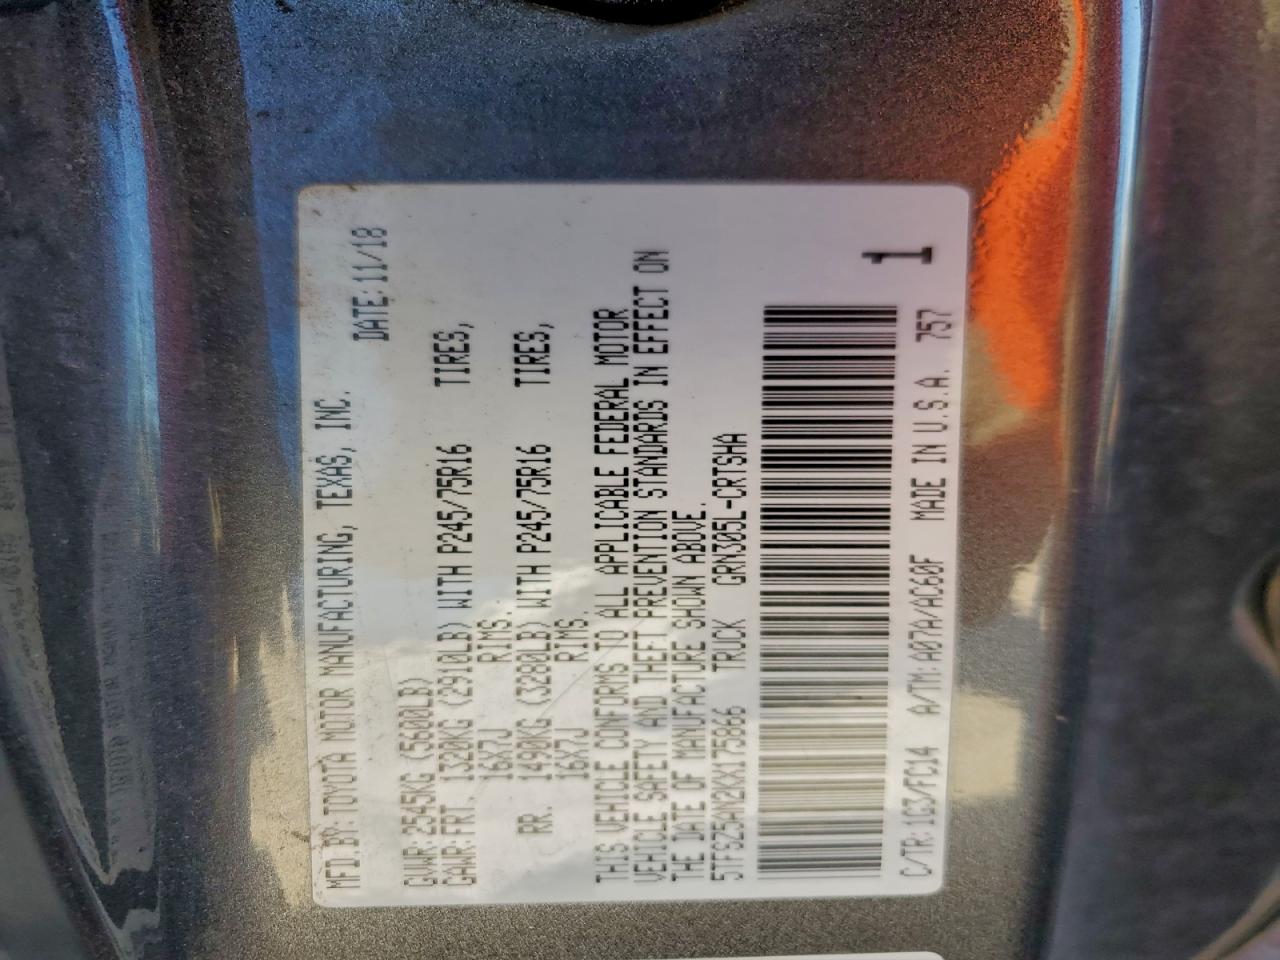 MFD.BY: TOYOTA MOTOR MANUFACTURING, TEXAS, INC.
DATE: 11/18
GVWR: 2545KG (5600LB)
GAWR: FRT. 1320KG (2910LB) WITH P245/75R16 TIRES,
16X7J RIMS.
RR. 1490KG (3280LB) WITH P245/75R16 TIRES,
16X7J RIMS.
THIS VEHICLE CONFORMS TO ALL APPLICABLE FEDERAL MOTOR
VEHICLE SAFETY AND THEFT PREVENTION STANDARDS IN EFFECT ON
THE DATE OF MANUFACTURE SHOWN ABOVE.
5TFSZ5AN2KX175866 TRUCK GRN305L-CRTSHA
1
C/TR: 1G3/FC14 A/TM: A07A/AC60F MADE IN U.S.A. 757